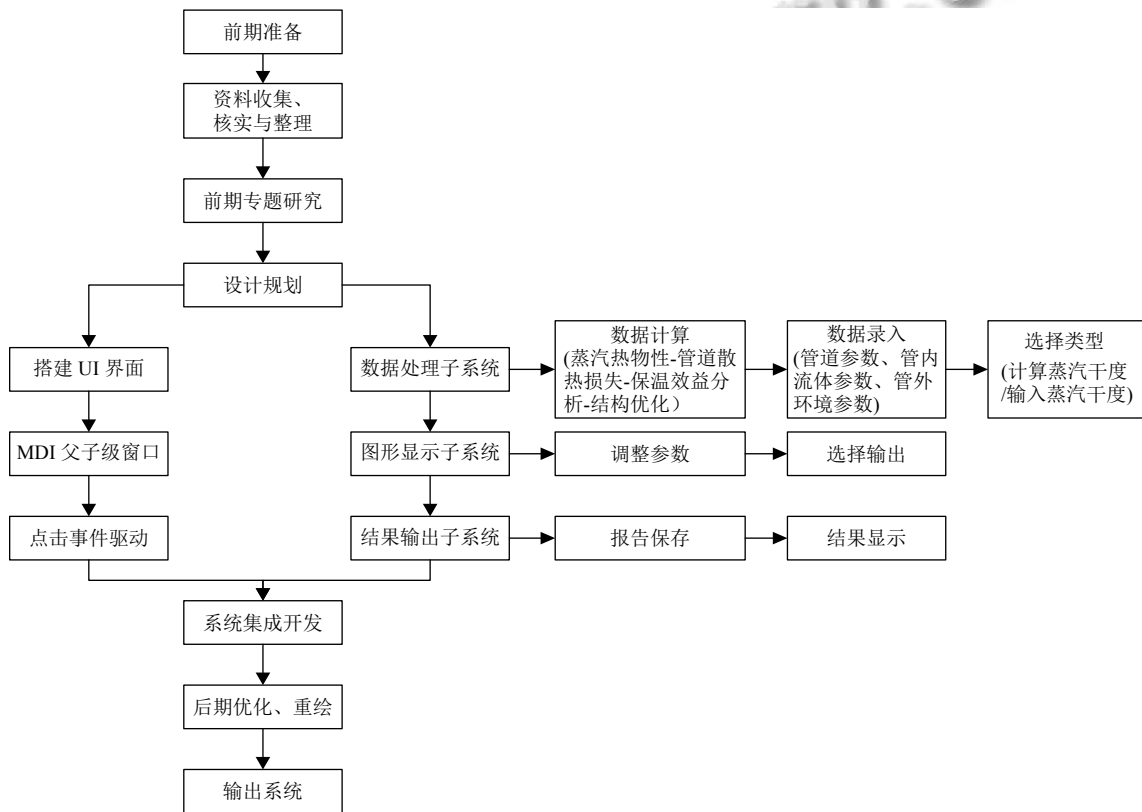 前期准备
资料收集、
核实与整理
前期专题研究
设计规划
搭建 UI 界面
数据处理子系统
数据计算
(蒸汽热物性-管道散
热损失-保温效益分
析-结构优化）
数据录入
(管道参数、管内
流体参数、管外
环境参数)
选择类型
(计算蒸汽干度
/输入蒸汽干度)
MDI 父子级窗口
图形显示子系统
调整参数
选择输出
点击事件驱动
结果输出子系统
报告保存
结果显示
系统集成开发
后期优化、重绘
输出系统